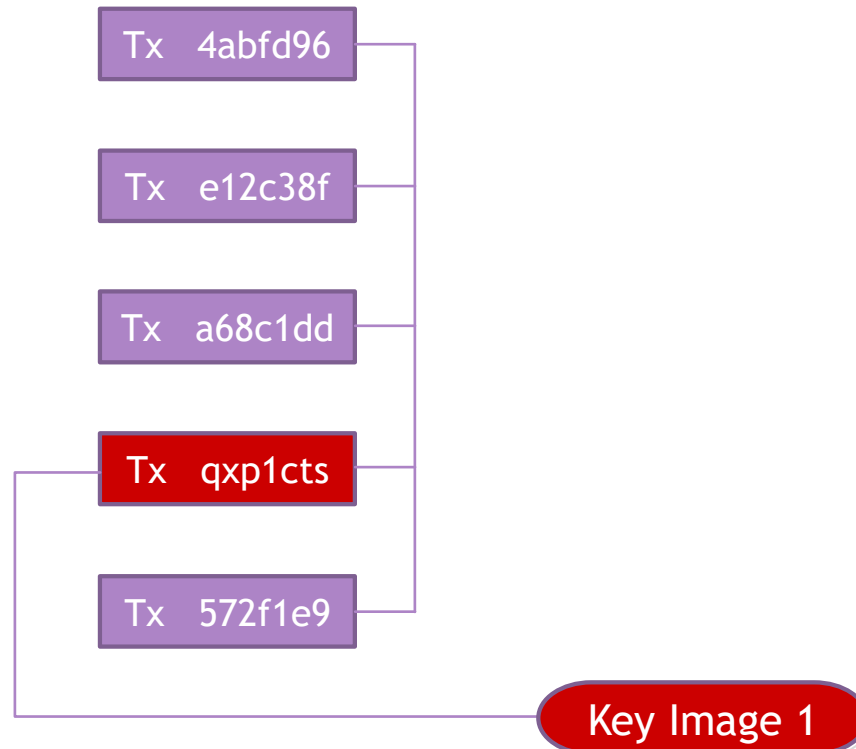 Tx 4abfd96
Tx e12c38f
Tx a68c1dd
Tx qxp1cts
Tx 572f1e9
Key Image 1